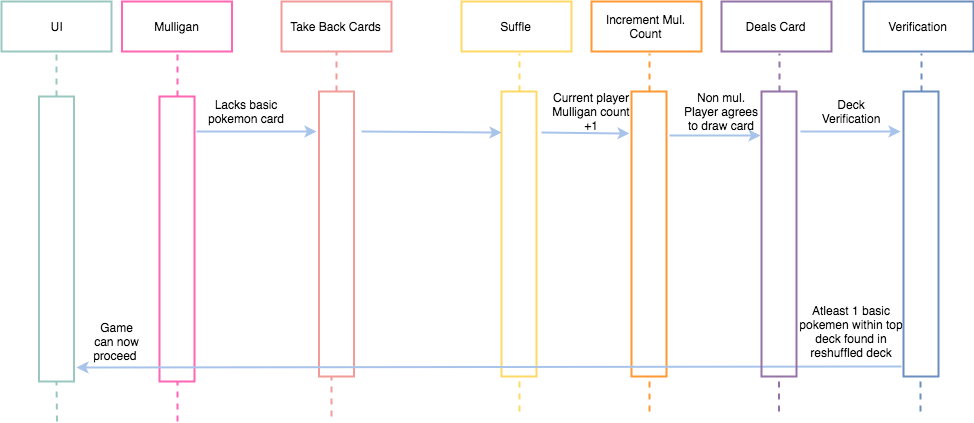 UI
Mulligan
Take Back Cards
Suffle
Increment Mul.
Count
Deals Card
Verification
Lacks basic
pokemon card
Current player
Mulligan count
+1
Non mul.
Player agrees
to draw card
Deck
Verification
Game
can now
proceed
Atleast 1 basic
pokemen within top
deck found in
reshuffled deck